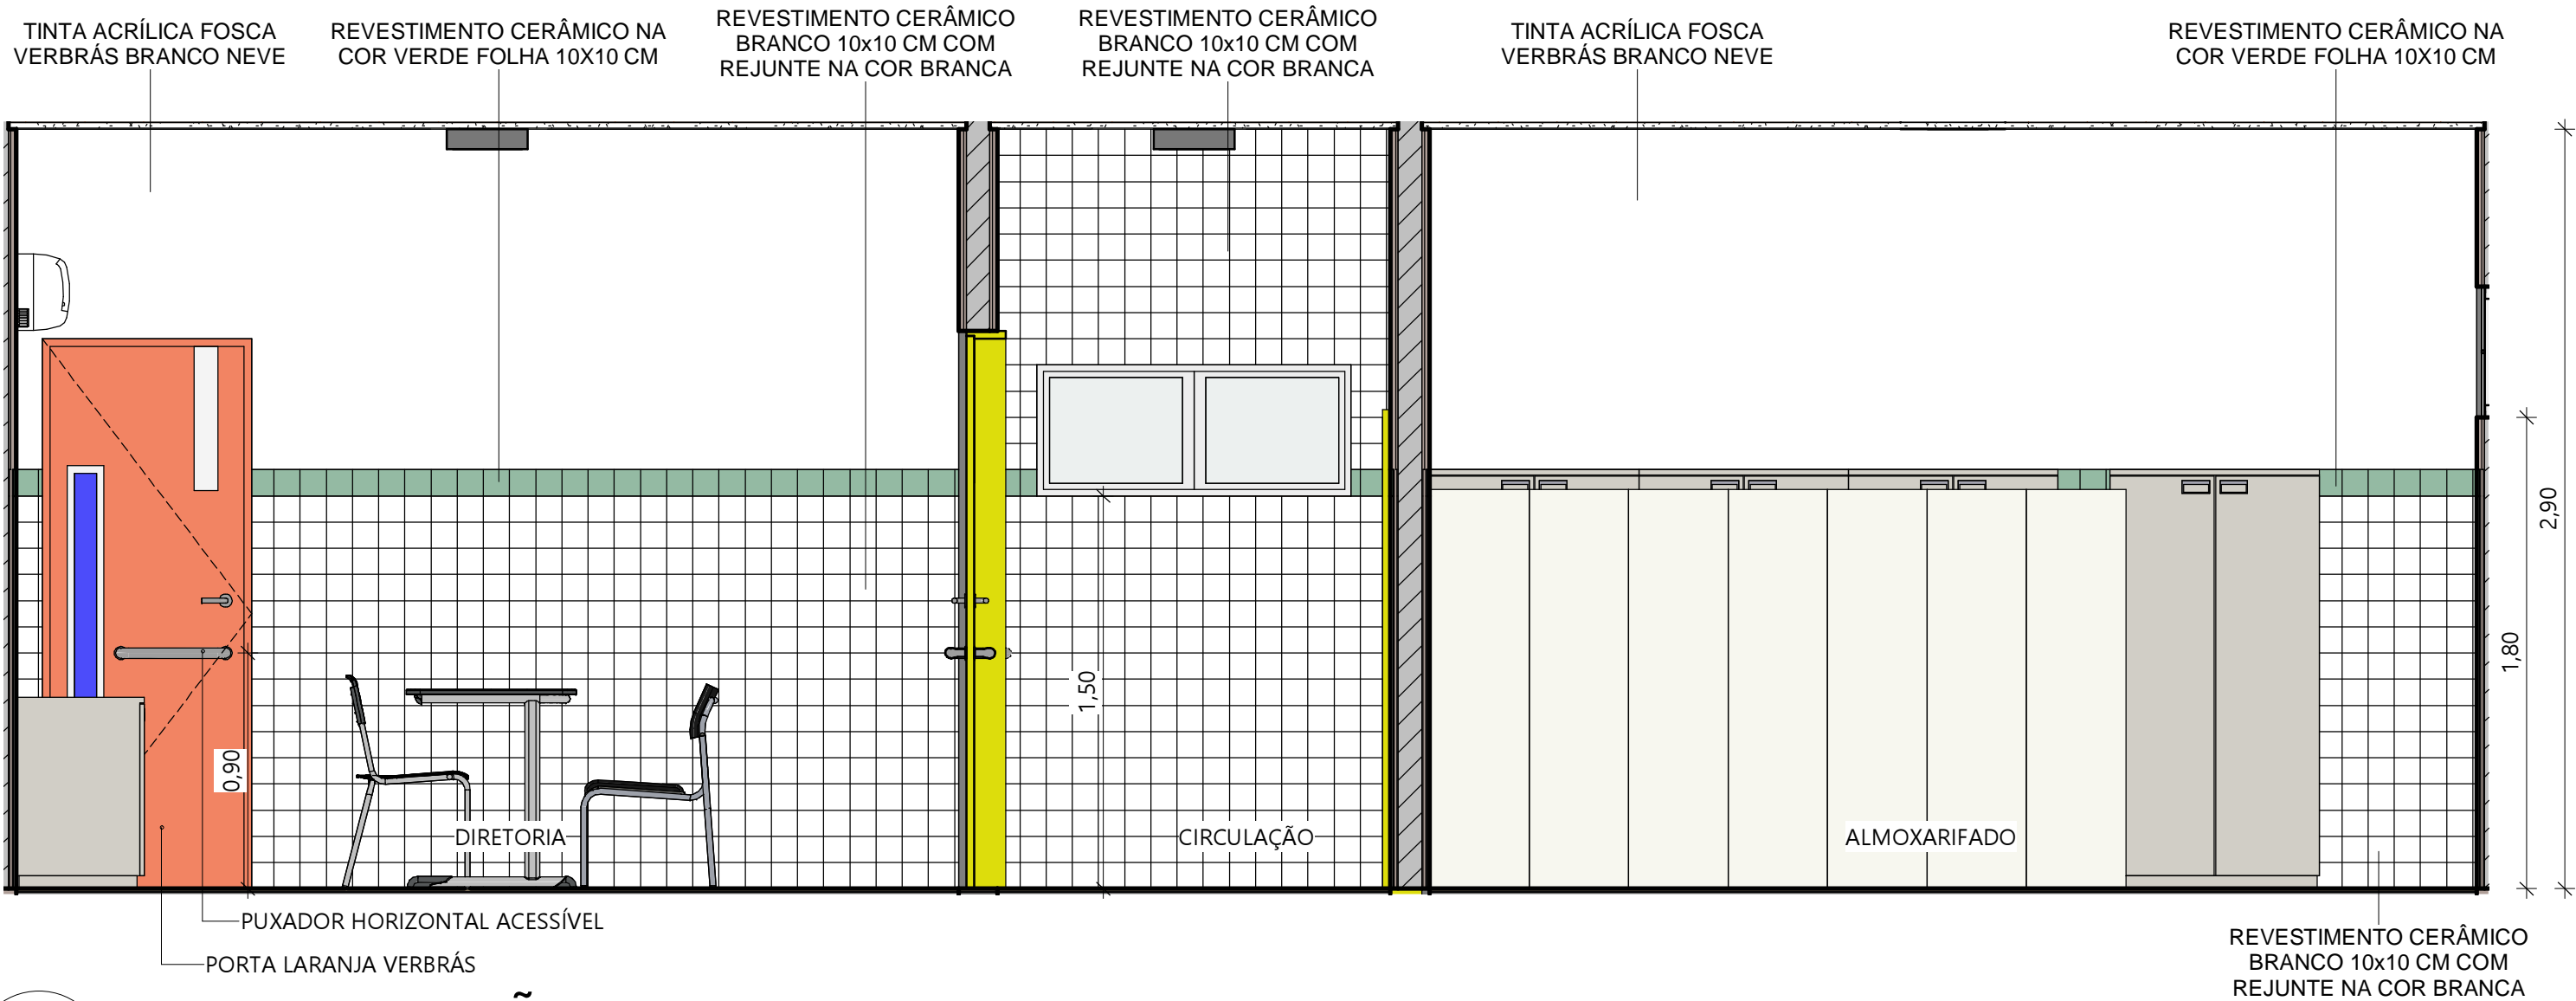 TINTA ACRÍLICA FOSCA
VERBRÁS BRANCO NEVE
REVESTIMENTO CERÂMICO NA
COR VERDE FOLHA 10X10 CM
REVESTIMENTO CERÂMICO
BRANCO 10x10 CM COM
REJUNTE NA COR BRANCA
REVESTIMENTO CERÂMICO
BRANCO 10x10 CM COM
REJUNTE NA COR BRANCA
TINTA ACRÍLICA FOSCA
VERBRÁS BRANCO NEVE
REVESTIMENTO CERÂMICO NA
COR VERDE FOLHA 10X10 CM
2,90
1,80
1,50
0,90
DIRETORIA
CIRCULAÇÃO
ALMOXARIFADO
PUXADOR HORIZONTAL ACESSÍVEL
PORTA LARANJA VERBRÁS
REVESTIMENTO CERÂMICO
BRANCO 10x10 CM COM
REJUNTE NA COR BRANCA